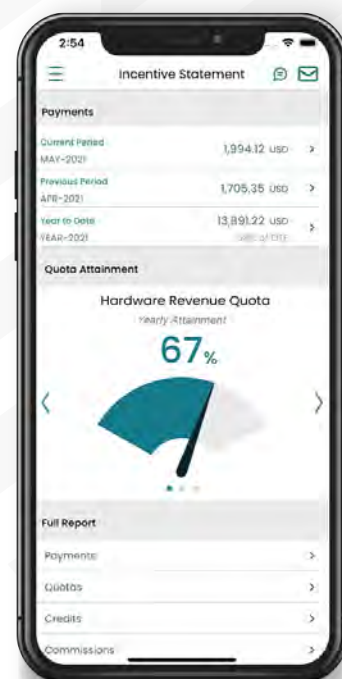 2:54
Incentive Statement
Payments
Current Period
MAY-2021
1,994.12 USD
Previous Period
APR-2021
1,705.35 USD
Year to Date
YEAR-2021
13,891.22 USD
Quota Attainment
Hardware Revenue Quota
Yearly Attainment
67%
Full Report
Payments
Quotas
Credits
Commissions